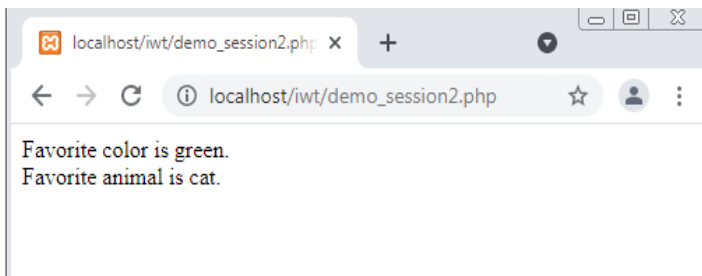 localhost/iwt/demo_session2.php
localhost/iwt/demo_session2.php
Favorite color is green.
Favorite animal is cat.